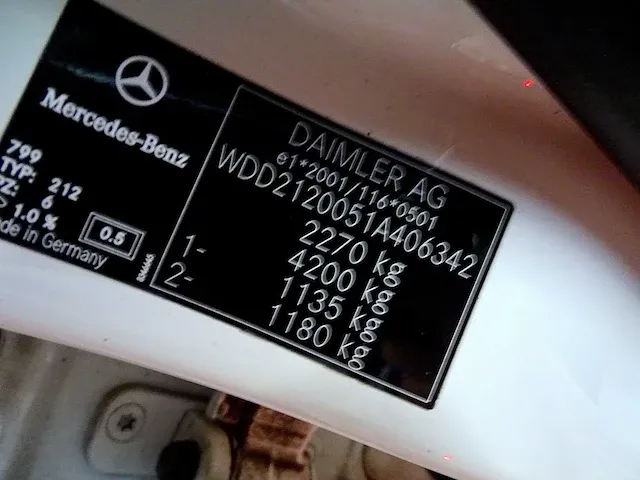 Mercedes-Benz
799
TYP: 212
PZ: 6
> 1.0 %
0.5
de in Germany
DAIMLER AG
e1*2001/116*0501
WDD2120051A406342
2270 kg
4200 kg
1- 1135 kg
2- 1180 kg